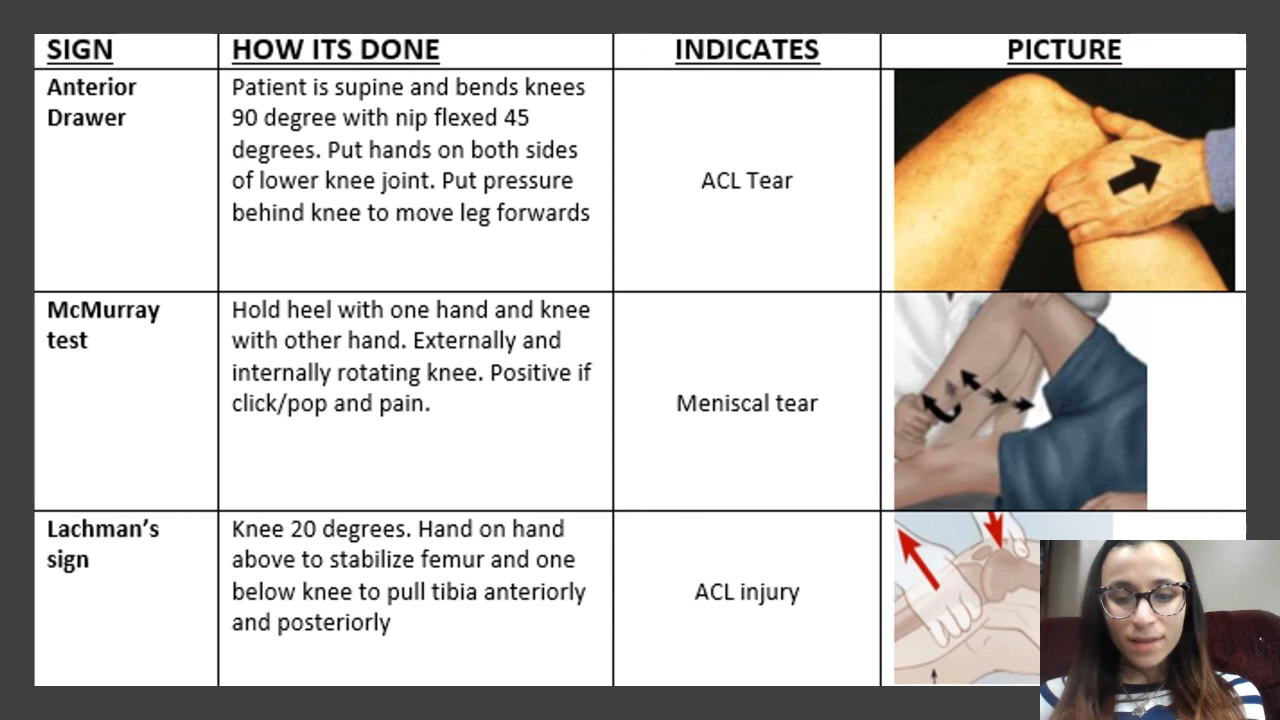 SIGN
HOW ITS DONE
INDICATES
PICTURE
Anterior
Drawer
Patient is supine and bends knees
90 degree with nip flexed 45
degrees. Put hands on both sides
of lower knee joint. Put pressure
behind knee to move leg forwards
ACL Tear
McMurray
test
Hold heel with one hand and knee
with other hand. Externally and
internally rotating knee. Positive if
click/pop and pain.
Meniscal tear
Lachman’s
sign
Knee 20 degrees. Hand on hand
above to stabilize femur and one
below knee to pull tibia anteriorly
and posteriorly
ACL injury